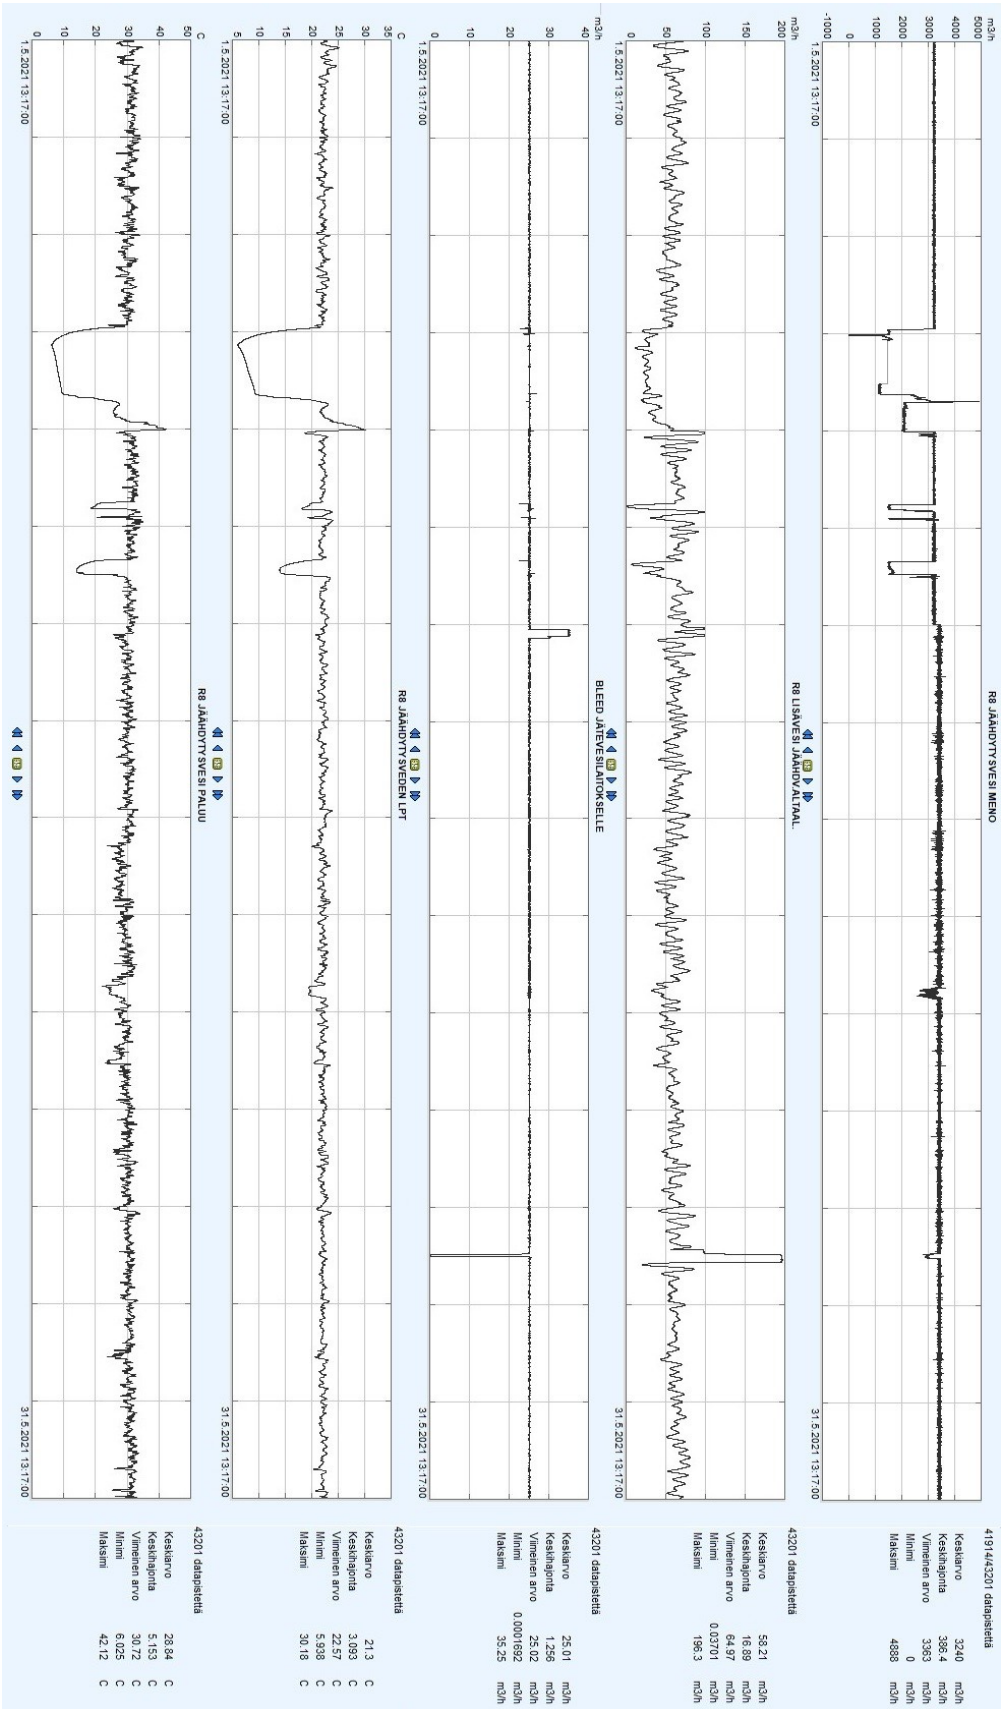 R8 JÄÄHDYTYSVESI MENO
m3/h
5000
4000
3000
2000
1000
0
-1000
1.5.2021 13:17:00
31.5.2021 13:17:00
41914/43201 datapistettä
Keskiarvo 3240 m3/h
Keskihajonta 386.4 m3/h
Viimeinen arvo 3363 m3/h
Minimi 0 m3/h
Maksimi 4888 m3/h
R8 LISÄVESI JÄÄHDV.ALTAAL.
m3/h
200
150
100
50
0
1.5.2021 13:17:00
31.5.2021 13:17:00
43201 datapistettä
Keskiarvo 58.21 m3/h
Keskihajonta 16.89 m3/h
Viimeinen arvo 64.97 m3/h
Minimi 0.03701 m3/h
Maksimi 196.3 m3/h
BLEED JÄTEVESILAITOKSELLE
m3/h
40
30
20
10
0
1.5.2021 13:17:00
31.5.2021 13:17:00
43201 datapistettä
Keskiarvo 25.01 m3/h
Keskihajonta 1.256 m3/h
Viimeinen arvo 25.02 m3/h
Minimi 0.0001692 m3/h
Maksimi 35.25 m3/h
R8 JÄÄHDYTYSVEDEN LPT
C
35
30
25
20
15
10
5
1.5.2021 13:17:00
31.5.2021 13:17:00
43201 datapistettä
Keskiarvo 21.3 C
Keskihajonta 3.093 C
Viimeinen arvo 22.57 C
Minimi 5.938 C
Maksimi 30.18 C
R8 JÄÄHDYTYSVESI PALUU
C
50
40
30
20
10
0
1.5.2021 13:17:00
31.5.2021 13:17:00
43201 datapistettä
Keskiarvo 28.84 C
Keskihajonta 5.153 C
Viimeinen arvo 30.72 C
Minimi 6.025 C
Maksimi 42.12 C